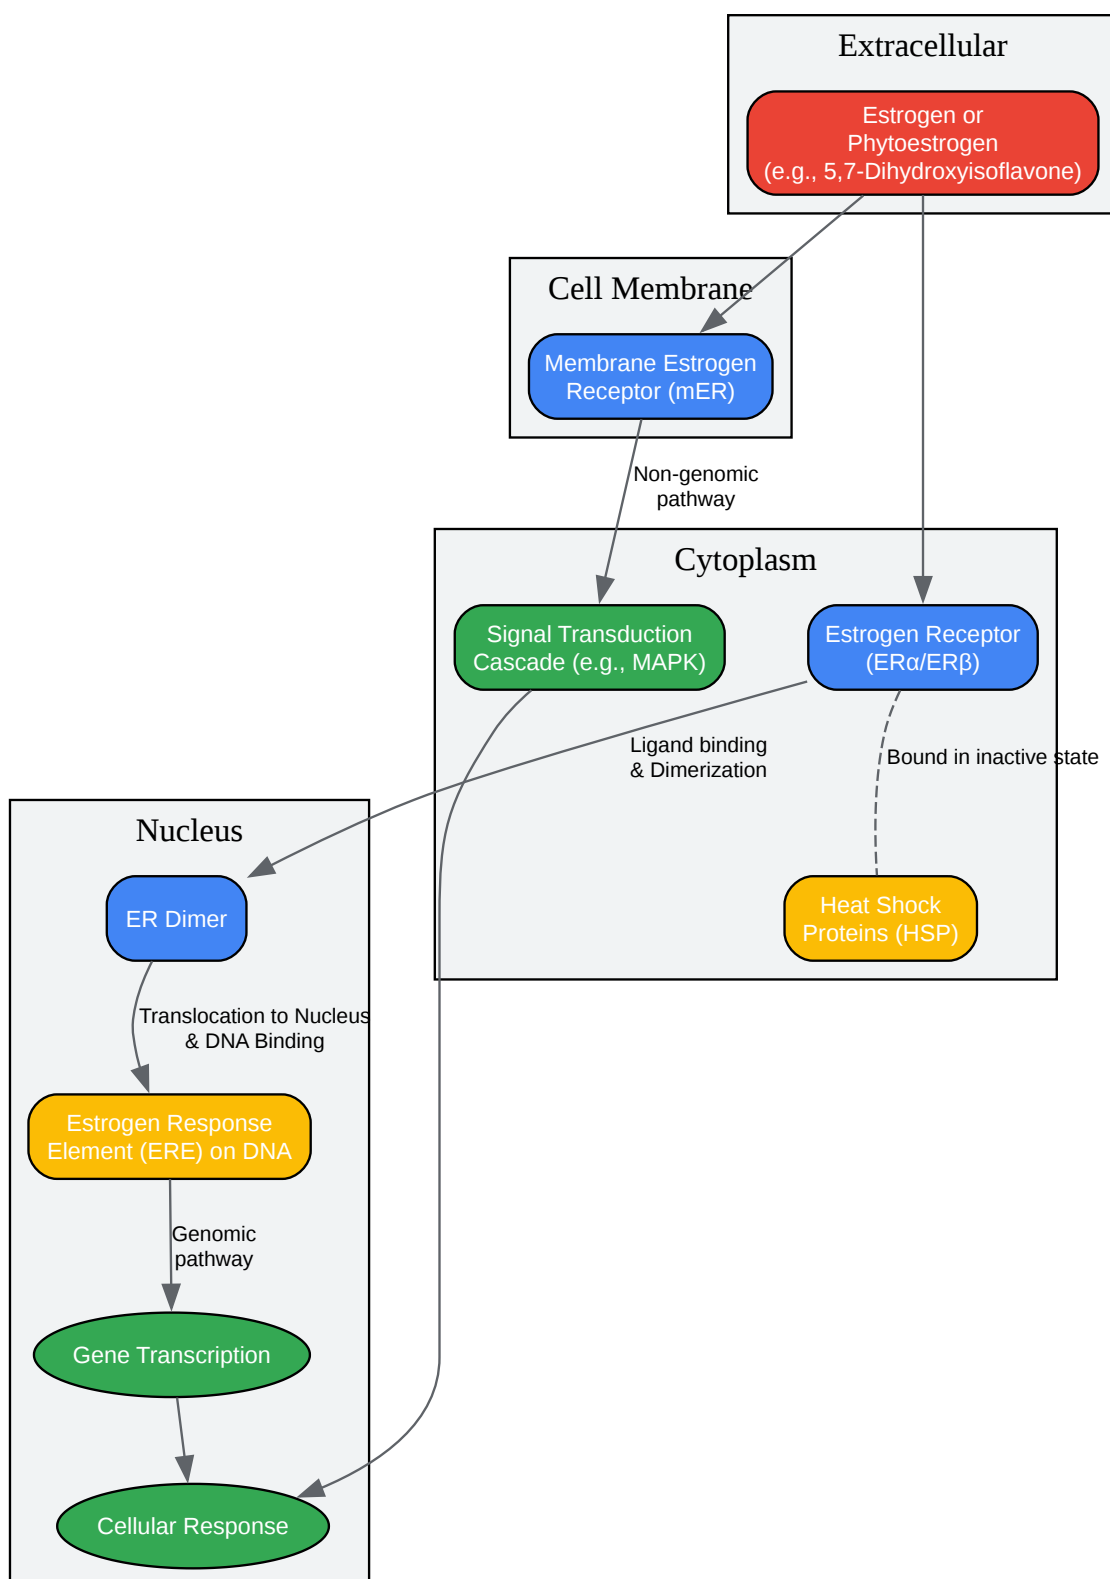 Extracellular
Estrogen or
Phytoestrogen
(e.g., 5,7-Dihydroxyisoflavone)
Cell Membrane
Membrane Estrogen
Receptor (mER)
Non-genomic
pathway
Cytoplasm
Signal Transduction
Cascade (e.g., MAPK)
Estrogen Receptor
(ERα/ERβ)
Ligand binding
& Dimerization
Bound in inactive state
Heat Shock
Proteins (HSP)
Nucleus
ER Dimer
Translocation to Nucleus
& DNA Binding
Estrogen Response
Element (ERE) on DNA
Genomic
pathway
Gene Transcription
Cellular Response